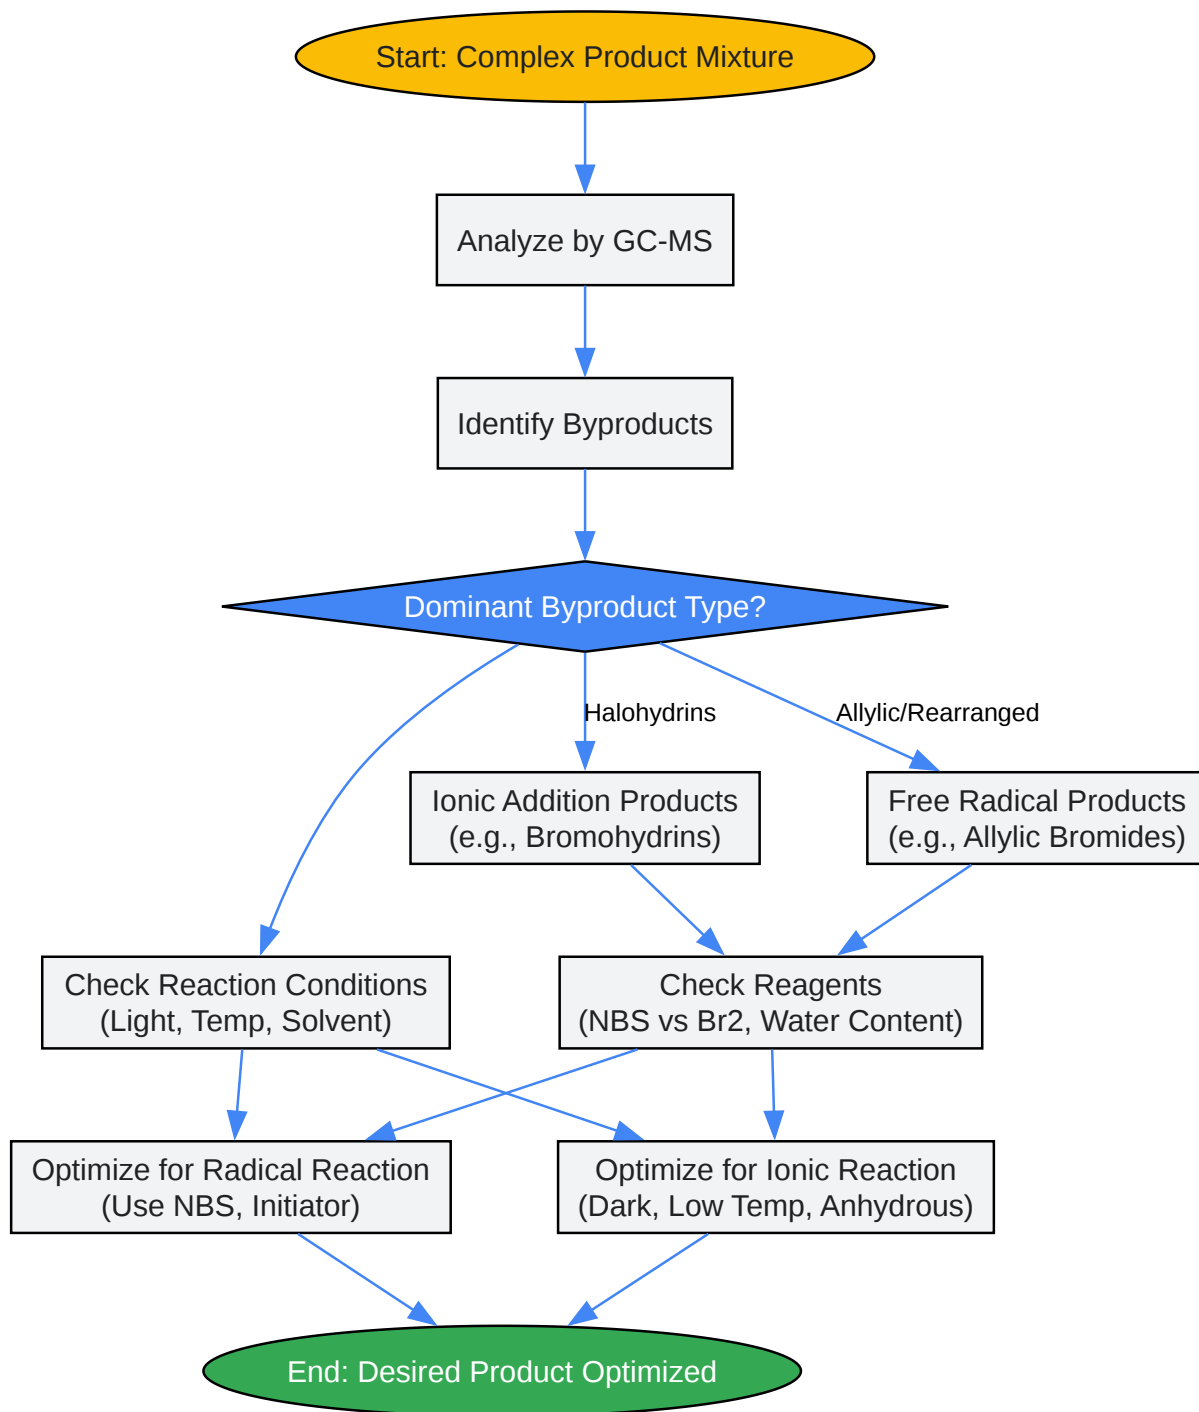 Start: Complex Product Mixture
Analyze by GC-MS
Identify Byproducts
Dominant Byproduct Type?
Halohydrins
Allylic/Rearranged
Ionic Addition Products
(e.g., Bromohydrins)
Free Radical Products
(e.g., Allylic Bromides)
Check Reaction Conditions
(Light, Temp, Solvent)
Check Reagents
(NBS vs Br2, Water Content)
Optimize for Radical Reaction
(Use NBS, Initiator)
Optimize for Ionic Reaction
(Dark, Low Temp, Anhydrous)
End: Desired Product Optimized